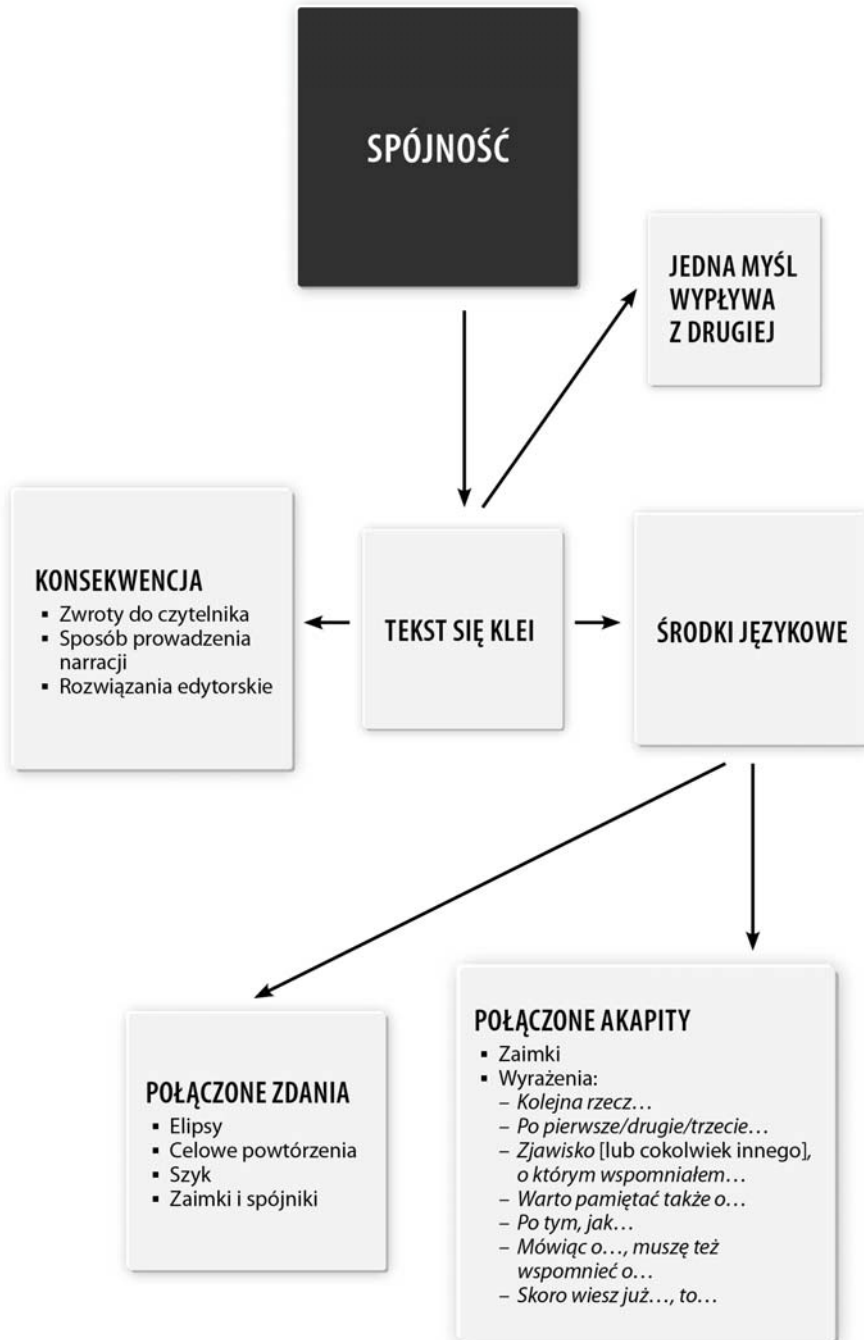 SPÓJNOŚĆ
JEDNA MYŚL
WYPŁYWA
Z DRUGIEJ
KONSEKWENCJA
▪ Zwroty do czytelnika
▪ Sposób prowadzenia
narracji
▪ Rozwiązania edytorskie
TEKST SIĘ KLEI
ŚRODKI JĘZYKOWE
POŁĄCZONE ZDANIA
▪ Elipsy
▪ Celowe powtórzenia
▪ Szyk
▪ Zaimki i spójniki
POŁĄCZONE AKAPITY
▪ Zaimki
▪ Wyrażenia:
– Kolejna rzecz…
– Po pierwsze/drugie/trzecie…
– Zjawisko [lub cokolwiek innego],
o którym wspomniałem…
– Warto pamiętać także o…
– Po tym, jak…
– Mówiąc o…, muszę też
wspomnieć o…
– Skoro wiesz już…, to…